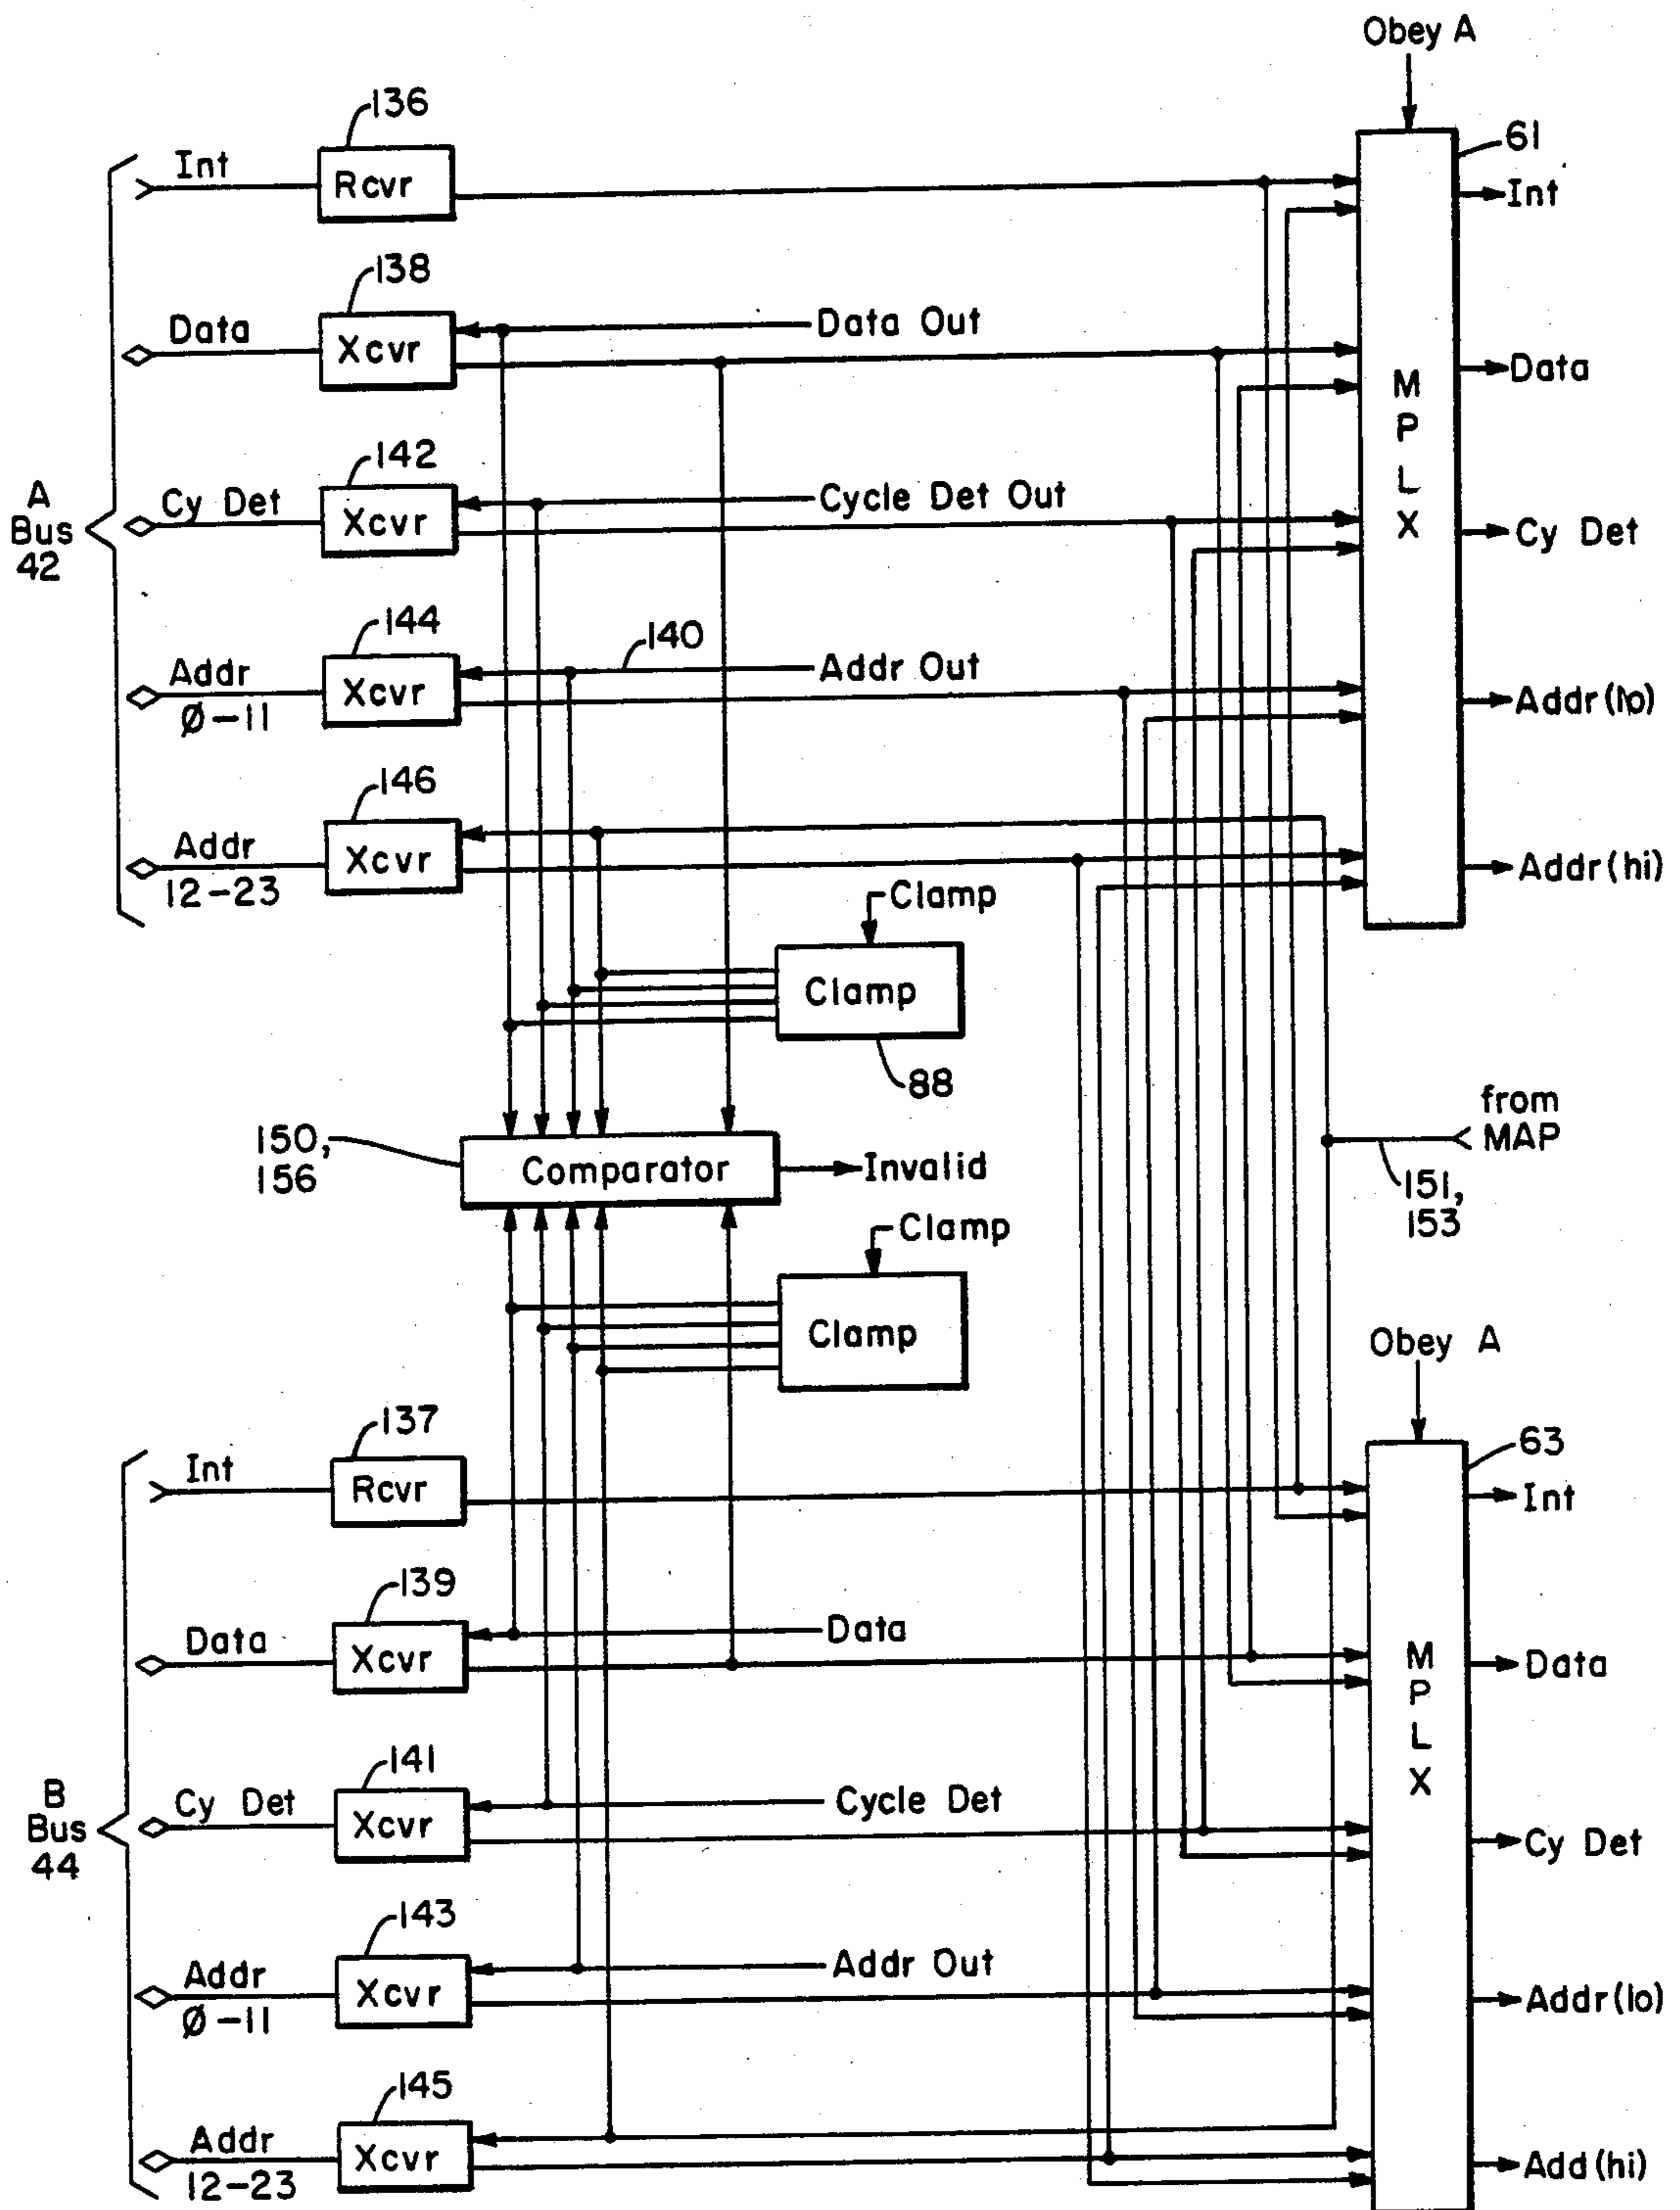 Obey A
136
61
Int
Rcvr
Int
138
Data
Xcvr
Data Out
Data
M
P
L
X
142
A
Bus
42
Cy Det
Xcvr
Cycle Det Out
Cy Det
144
140
Addr
Ø-11
Xcvr
Addr Out
Addr(lo)
146
Addr
12-23
Xcvr
Addr(hi)
Clamp
Clamp
88
from
MAP
150,
156
Comparator
Invalid
151,
153
Clamp
Clamp
Obey A
137
63
Int
Rcvr
Int
139
Data
Xcvr
Data
Data
M
P
L
X
141
B
Bus
44
Cy Det
Xcvr
Cycle Det
Cy Det
143
Addr
Ø-11
Xcvr
Addr Out
Addr(lo)
145
Addr
12-23
Xcvr
Add(hi)